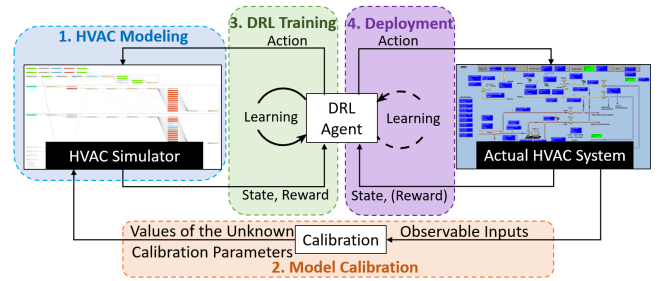 3. DRL Training
4. Deployment
1. HVAC Modeling
Action
Action
DRL
Agent
Learning
Learning
HVAC Simulator
Actual HVAC System
State, Reward
State, (Reward)
Values of the Unknown
Calibration Parameters
Calibration
Observable Inputs
2. Model Calibration